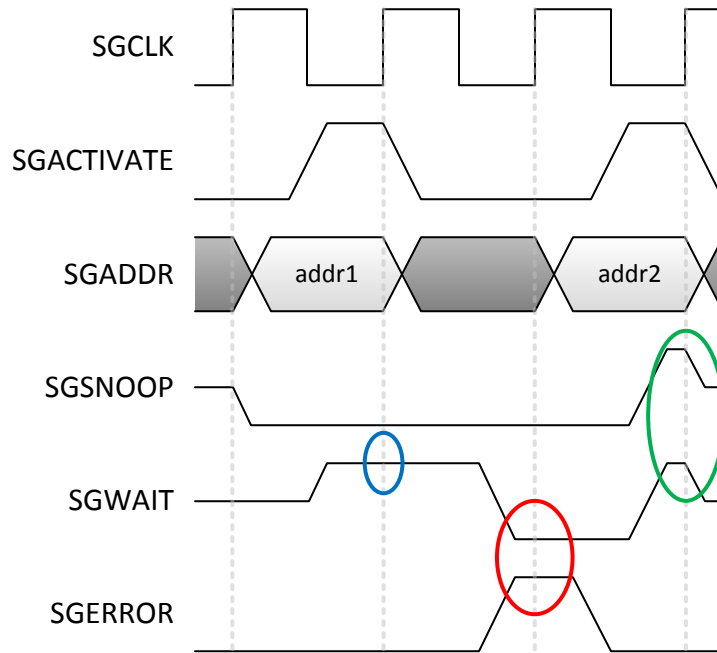 SGCLK
SGACTIVATE
SGADDR
addr1
addr2
SGSNOOP
SGWAIT
SGERROR